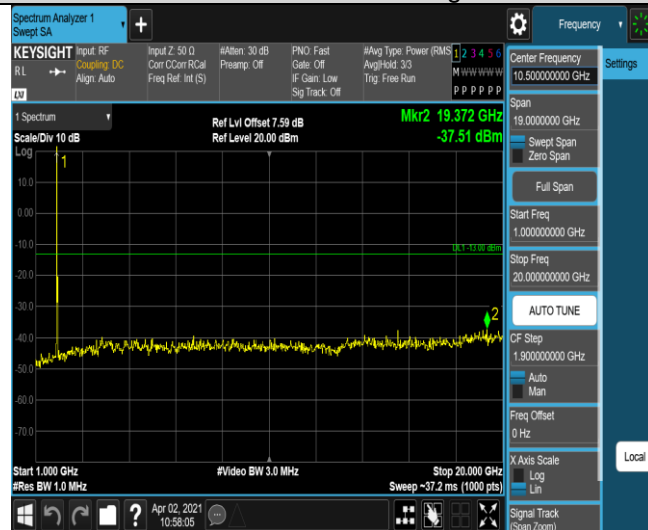 Spectrum Analyzer 1
Swept SA
+
Frequency
KEYSIGHT
Input: RF
Coupling: DC
Align: Auto
Input Z: 50 Ω
Corr CCorr RCal
Freq Ref: Int (S)
#Atten: 30 dB
Preamp: Off
PNO: Fast
Gate: Off
IF Gain: Low
Sig Track: Off
#Avg Type: Power (RMS
Avg|Hold: 3/3
Trig: Free Run
1 2 3 4 5 6
M W W W W W
P P P P P P
R L
LXI
1 Spectrum
Scale/Div 10 dB
Ref Lvl Offset 7.59 dB
Ref Level 20.00 dBm
Mkr2 19.372 GHz
-37.51 dBm
Log
1
10.0
0.00
-10.0
DL1 -13.00 dBm
-20.0
-30.0
2
-40.0
-50.0
-60.0
-70.0
Start 1.000 GHz
#Res BW 1.0 MHz
#Video BW 3.0 MHz
Stop 20.000 GHz
Sweep ~37.2 ms (1000 pts)
Center Frequency
10.500000000 GHz
Settings
Span
19.0000000 GHz
Swept Span
Zero Span
Full Span
Start Freq
1.000000000 GHz
Stop Freq
20.000000000 GHz
AUTO TUNE
CF Step
1.900000000 GHz
Auto
Man
Freq Offset
0 Hz
X Axis Scale
Log
Lin
Local
Signal Track
(Span Zoom)
?
Apr 02, 2021
10:58:05